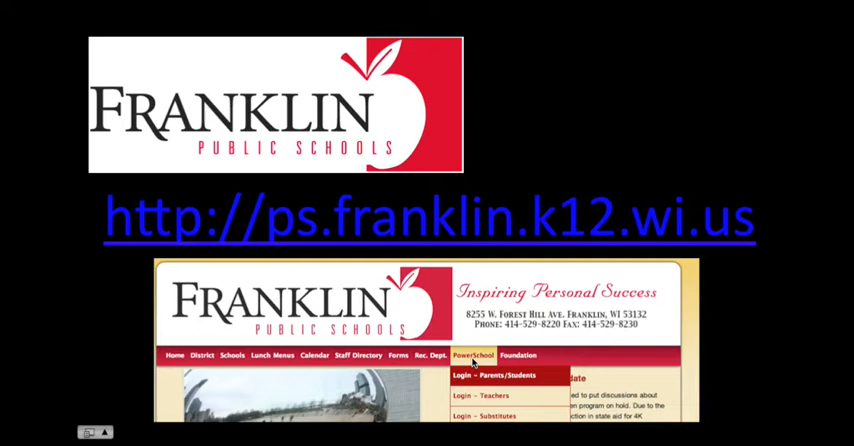 FRANKLIN
PUBLIC SCHOOLS
http://ps.franklin.k12.wi.us
FRANKLIN
PUBLIC SCHOOLS
Inspiring Personal Success
8255 W. Forest Hill Ave. Franklin, WI 53132
Phone: 414-529-8220 Fax: 414-529-8230
Home District Schools Lunch Menus Calendar Staff Directory Forms Rec. Dept. PowerSchool Foundation
Login - Parents/Students
date
Login - Teachers
to put discussions about
en program on hold. Due to the
Login - Substitutes
ction in state aid for 4K